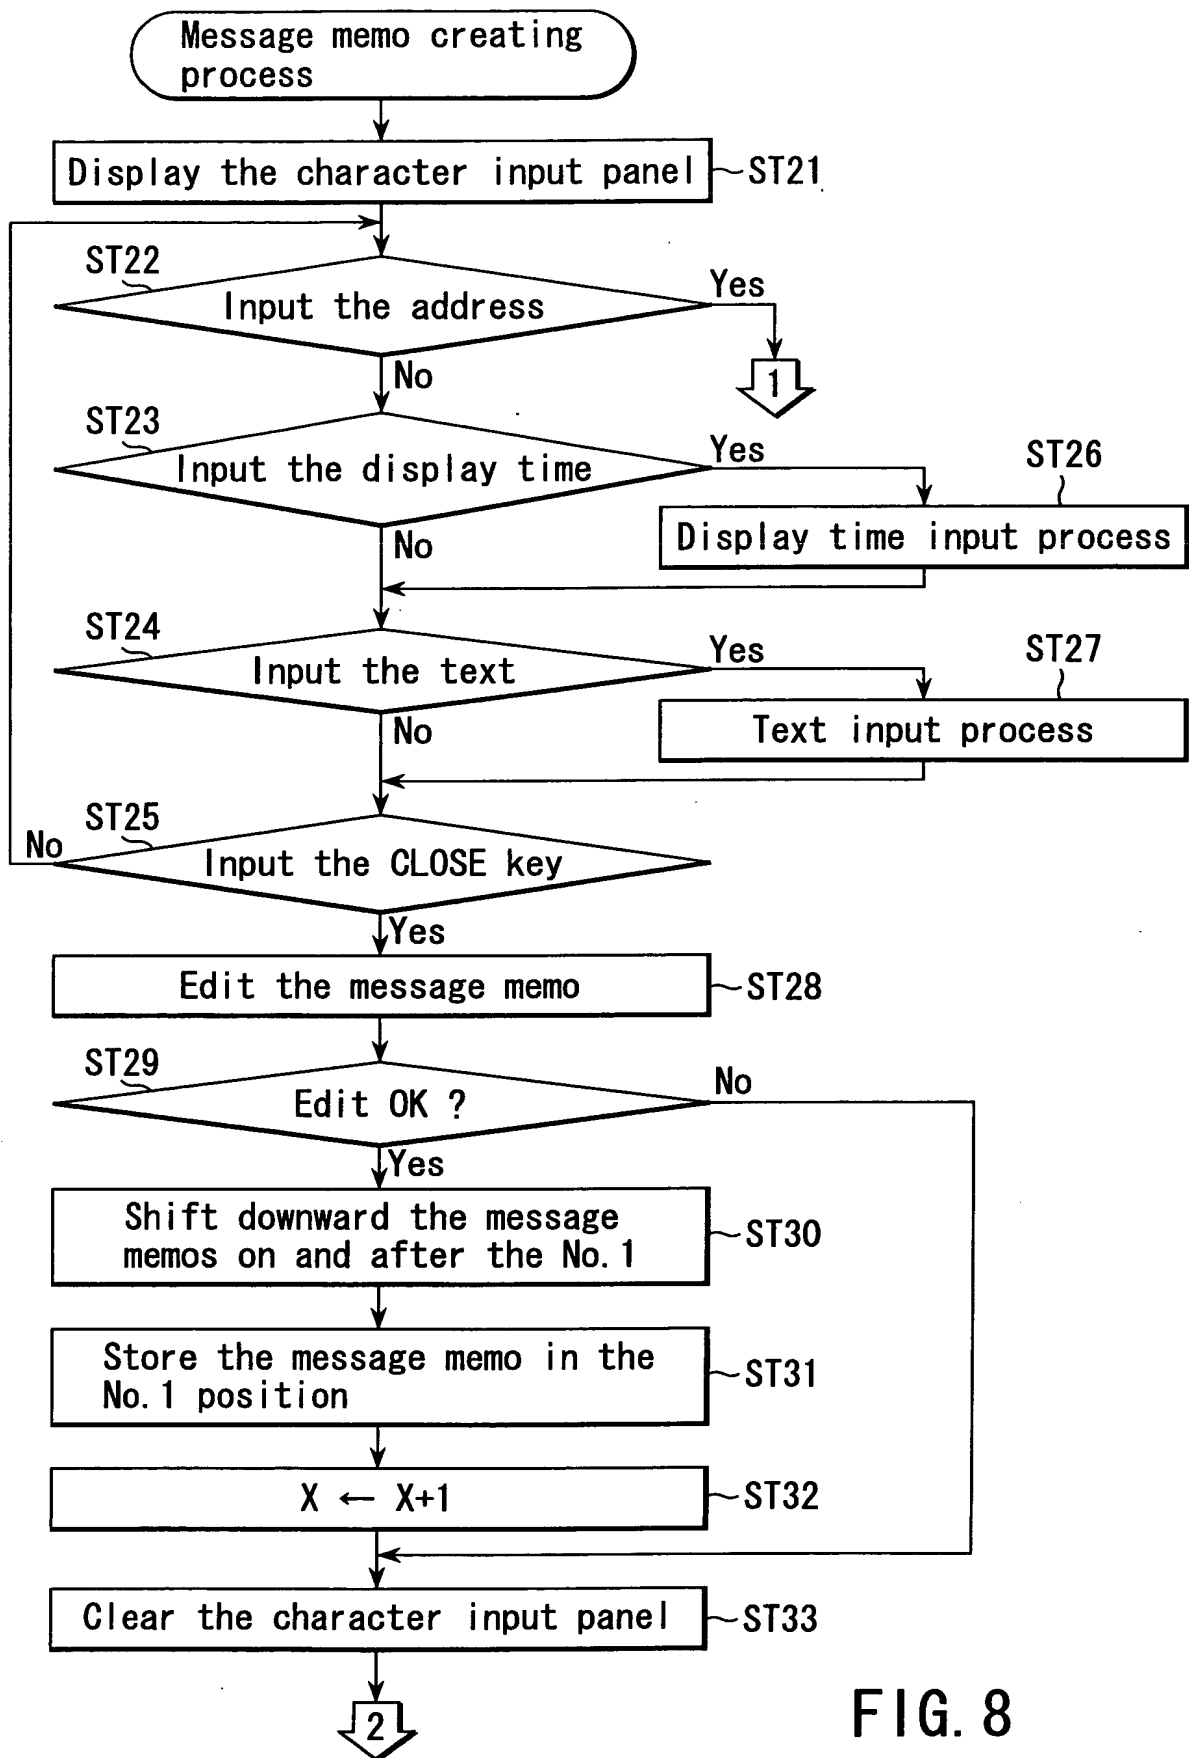 Message memo creating
process
Display the character input panel
ST21
ST22
Input the address
Yes
No
1
ST23
Input the display time
Yes
No
ST26
Display time input process
ST24
Input the text
Yes
No
ST27
Text input process
ST25
No
Input the CLOSE key
Yes
Edit the message memo
ST28
ST29
Edit OK ?
No
Yes
Shift downward the message
memos on and after the No.1
ST30
Store the message memo in the
No.1 position
ST31
X ← X+1
ST32
Clear the character input panel
ST33
2
FIG. 8